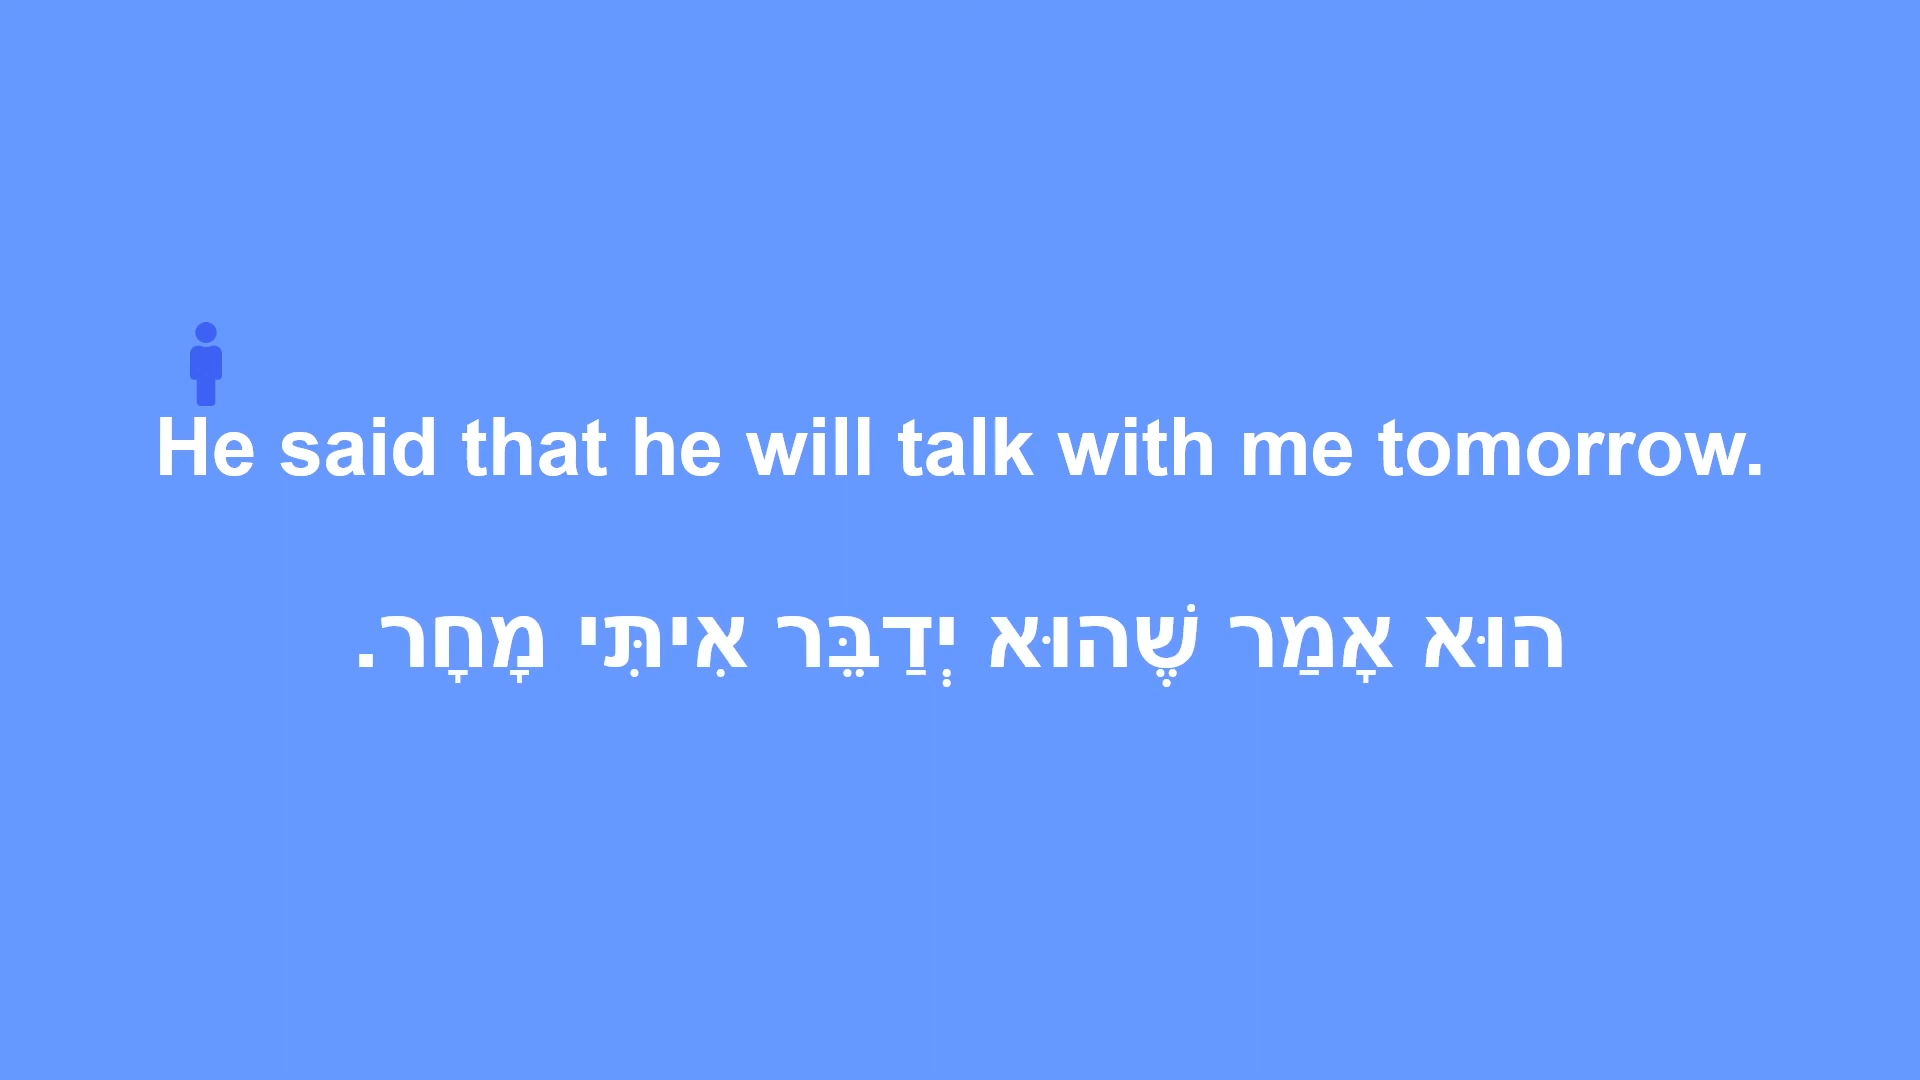 He said that he will talk with me tomorrow.
הוּא אָמַר שֶׁהוּא יְדַבֵּר אִיתִּי מָחָר.